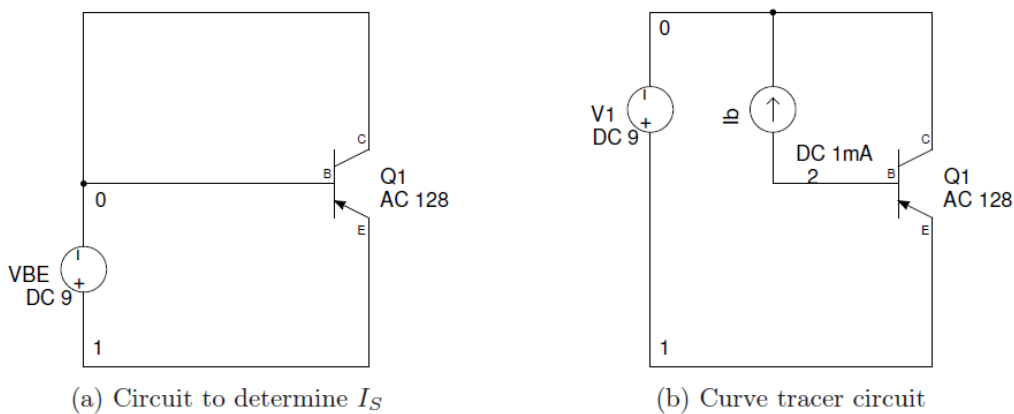 C
B
Q1
AC 128
E
0
VBE
DC 9
1
(a) Circuit to determine I_S
0
V1
DC 9
Ib
DC 1mA
2
C
B
Q1
AC 128
E
1
(b) Curve tracer circuit